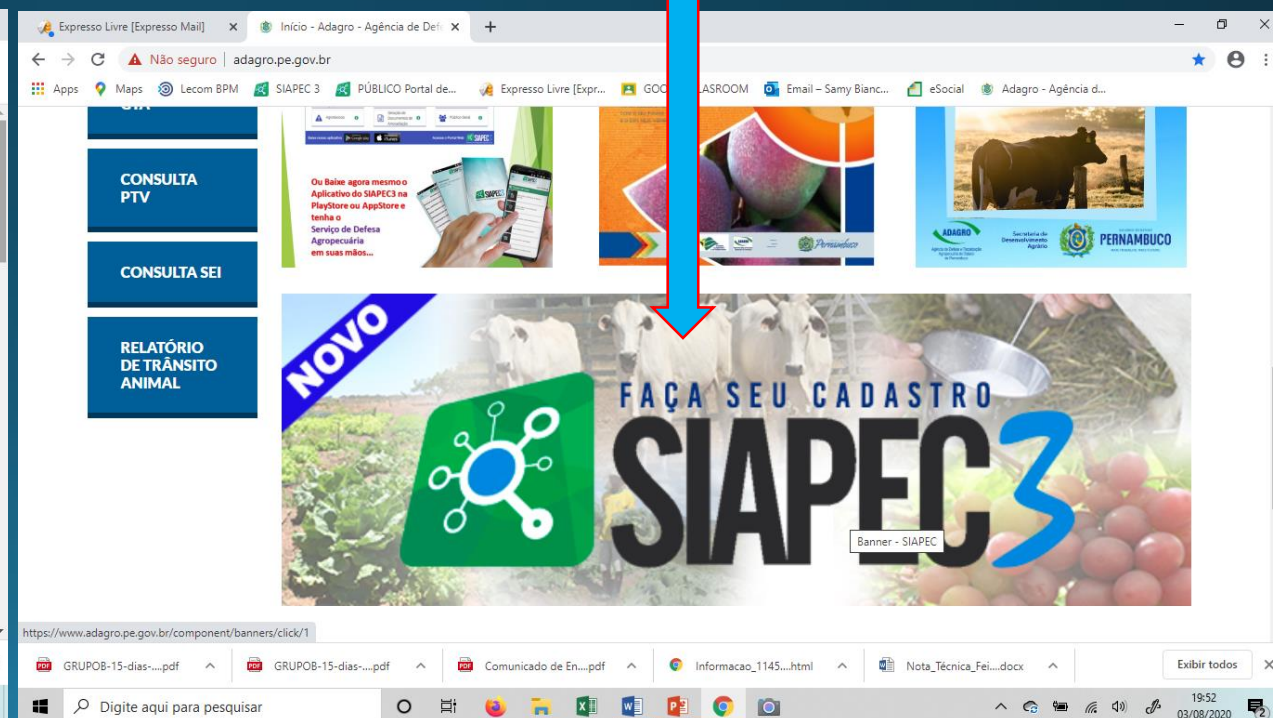 Expresso Livre [Expresso Mail]
Início - Adagro - Agência de Defe
Não seguro | adagro.pe.gov.br
Apps
Maps
Lecom BPM
SIAPEC 3
PÚBLICO Portal de...
Expresso Livre [Expr...
Email – Samy Bianc...
eSocial
Adagro - Agência d...
CONSULTA
PTV
CONSULTA SEI
RELATÓRIO
DE TRÂNSITO
ANIMAL
Ou Baixe agora mesmo o
Aplicativo do SIAPEC3 na
PlayStore ou AppStore e
tenha o
Serviço de Defesa
Agropecuária
em suas mãos...
Pernambuco
ADAGRO
Secretaria de
Desenvolvimento
Agrário
PERNAMBUCO
NOVO
FAÇA SEU CADASTRO
SIAPEC3
Banner - SIAPEC
https://www.adagro.pe.gov.br/component/banners/click/1
GRUPOB-15-dias-....pdf
GRUPOB-15-dias-....pdf
Comunicado de En....pdf
Informacao_1145....html
Nota_Técnica_Fei....docx
Exibir todos
Digite aqui para pesquisar
19:52
03/08/2020